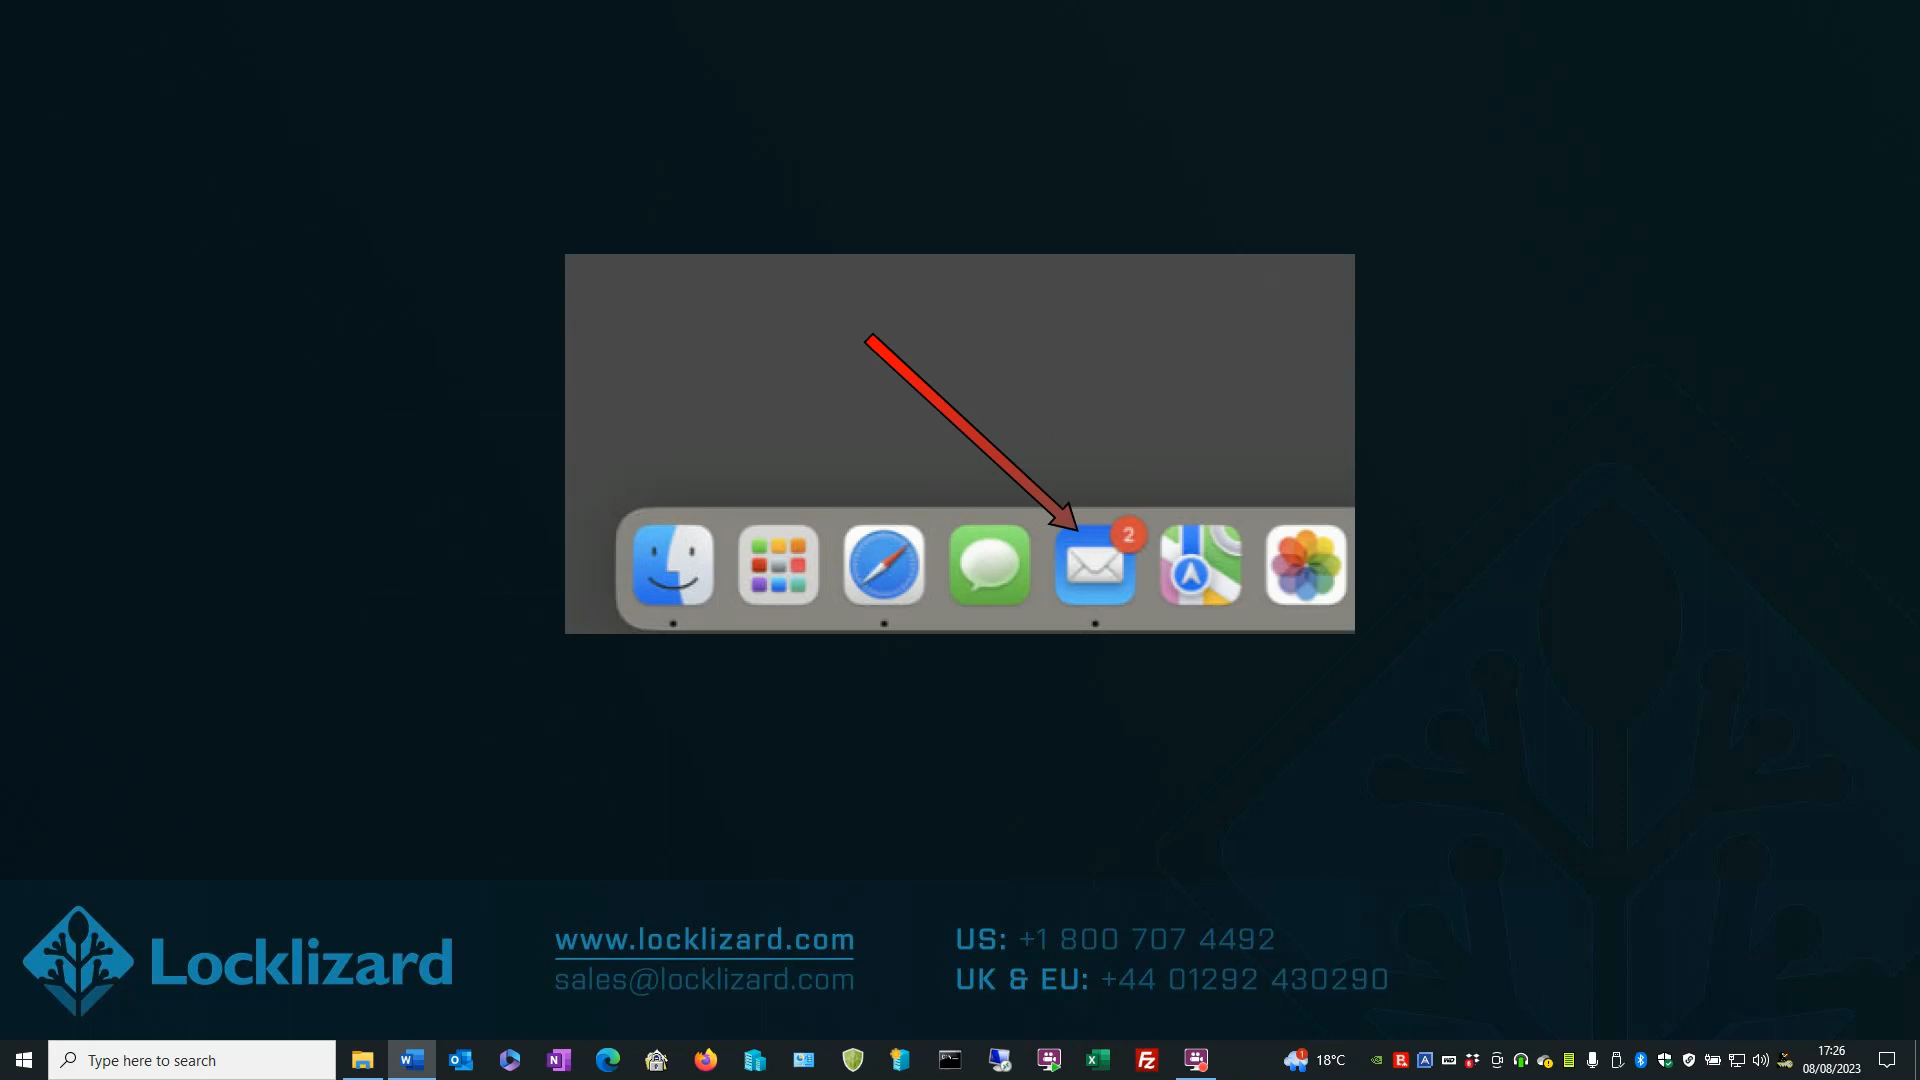 2
Locklizard
www.locklizard.com
sales@locklizard.com
US: +1 800 707 4492
UK & EU: +44 01292 430290
Type here to search
18°C
17:26
08/08/2023